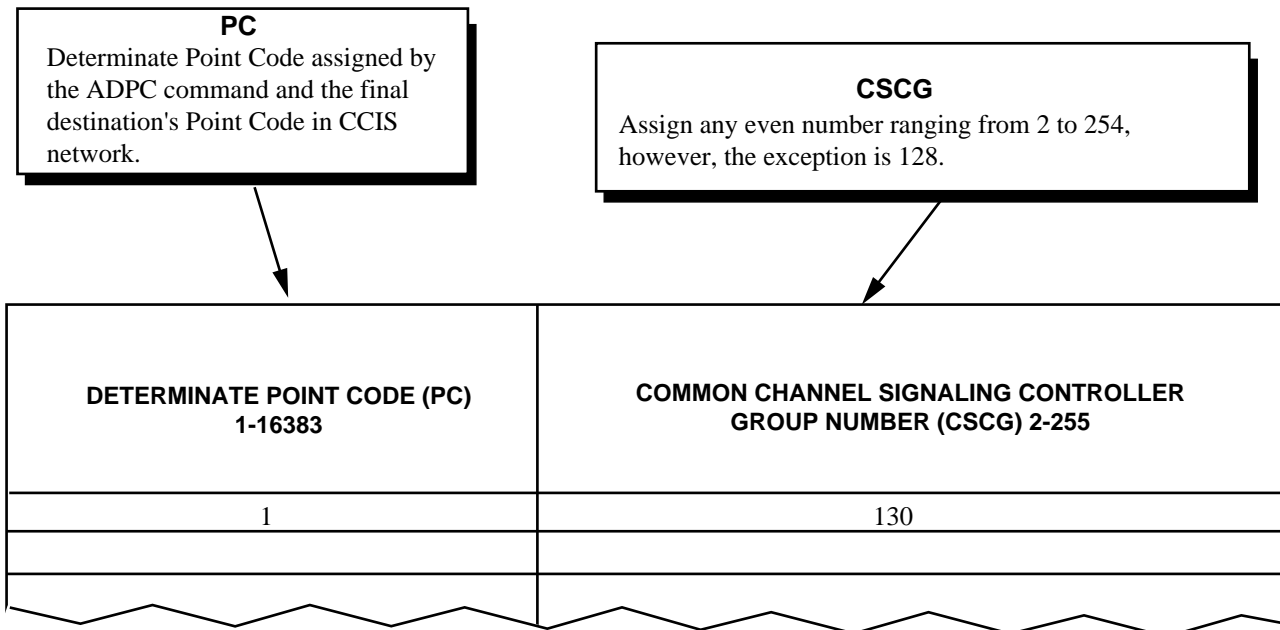 PC
Determinate Point Code assigned by
the ADPC command and the final
destination's Point Code in CCIS
network.
CSCG
Assign any even number ranging from 2 to 254,
however, the exception is 128.
DETERMINATE POINT CODE (PC)
1-16383
COMMON CHANNEL SIGNALING CONTROLLER
GROUP NUMBER (CSCG) 2-255
1
130